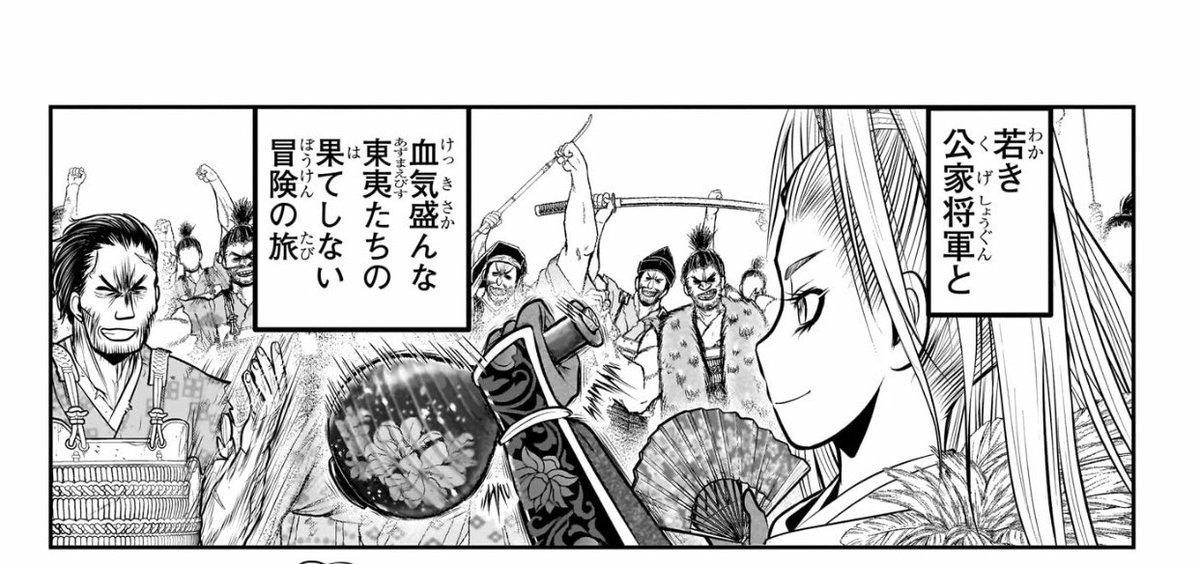 若き
公家将軍と
血気盛んな
東夷たちの
果てしない
冒険の旅